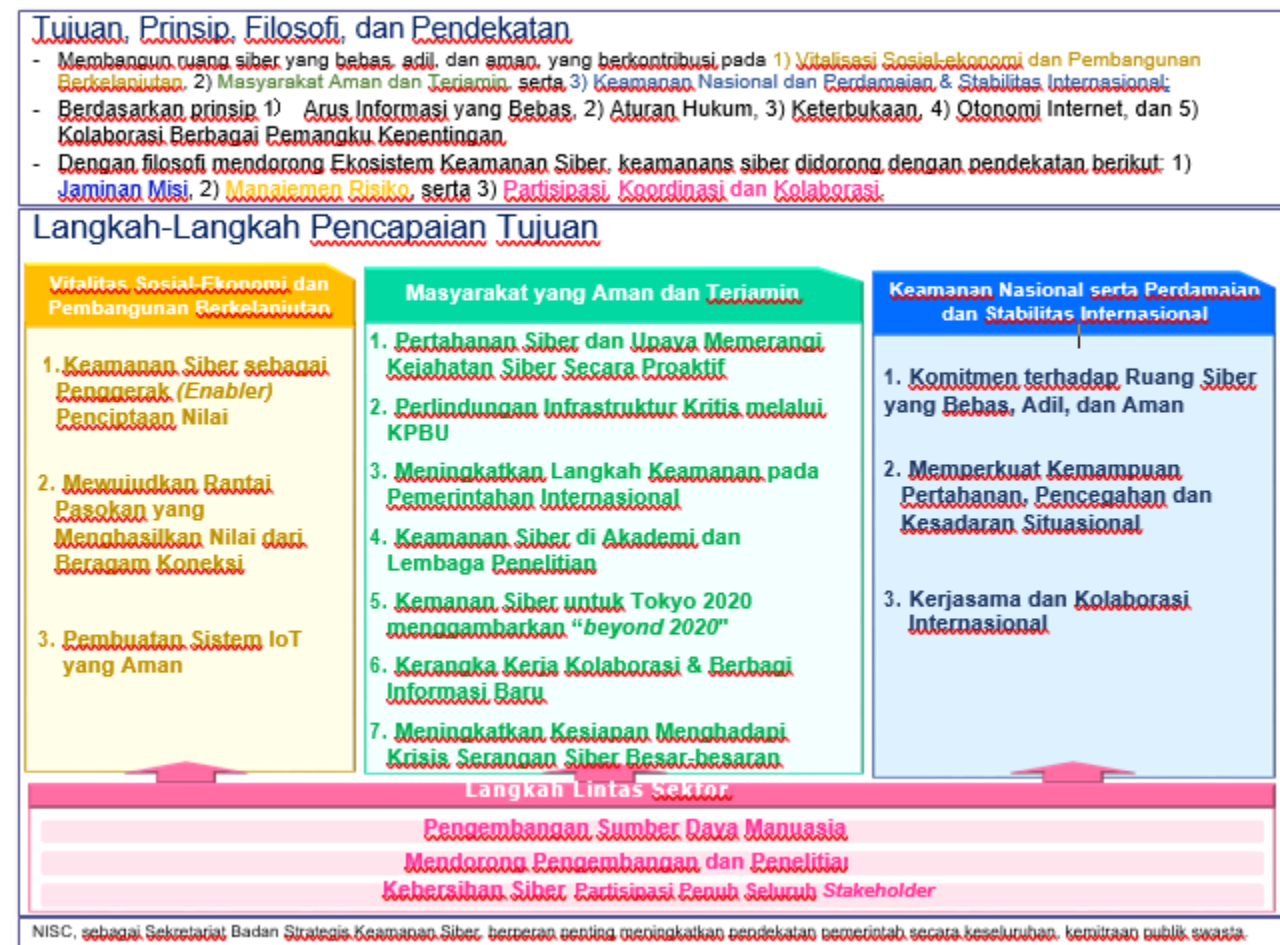 Tujuan, Prinsip, Filosofi, dan Pendekatan
- Membangun ruang siber yang bebas, adil, dan aman, yang berkontribusi pada 1) Vitalisasi Sosial-ekonomi dan Pembangunan
Berkelanjutan, 2) Masyarakat Aman dan Terjamin, serta 3) Keamanan Nasional dan Perdamaian & Stabilitas Internasional;
- Berdasarkan prinsip 1) Arus Informasi yang Bebas, 2) Aturan Hukum, 3) Keterbukaan, 4) Otonomi Internet, dan 5)
Kolaborasi Berbagai Pemangku Kepentingan
- Dengan filosofi mendorong Ekosistem Keamanan Siber, keamanans siber didorong dengan pendekatan berikut: 1)
Jaminan Misi, 2) Manajemen Risiko, serta 3) Partisipasi, Koordinasi dan Kolaborasi.
Langkah-Langkah Pencapaian Tujuan
Vitalitas Sosial-Ekonomi dan
Pembangunan Berkelanjutan
1. Keamanan Siber sebagai
Penggerak (Enabler)
Penciptaan Nilai
2. Mewujudkan Rantai
Pasokan yang
Menghasilkan Nilai dari
Beragam Koneksi
3. Pembuatan Sistem IoT
yang Aman
Masyarakat yang Aman dan Terjamin
1. Pertahanan Siber dan Upaya Memerangi
Kejahatan Siber Secara Proaktif
2. Perlindungan Infrastruktur Kritis melalui
KPBU
3. Meningkatkan Langkah Keamanan pada
Pemerintahan Internasional
4. Keamanan Siber di Akademi dan
Lembaga Penelitian
5. Kemanan Siber untuk Tokyo 2020
menggambarkan “beyond 2020"
6. Kerangka Kerja Kolaborasi & Berbagi
Informasi Baru
7. Meningkatkan Kesiapan Menghadapi
Krisis Serangan Siber Besar-besaran
Keamanan Nasional serta Perdamaian
dan Stabilitas Internasional
1. Komitmen terhadap Ruang Siber
yang Bebas, Adil, dan Aman
2. Memperkuat Kemampuan
Pertahanan, Pencegahan dan
Kesadaran Situasional
3. Kerjasama dan Kolaborasi
Internasional
Langkah Lintas Sektor
Pengembangan Sumber Daya Manuasia
Mendorong Pengembangan dan Penelitiaı
Kebersihan Siber Partisipasi Penuh Seluruh Stakeholder
NISC, sebagai Sekretariat Badan Strategis Keamanan Siber, berperan penting meningkatkan pendekatan pemerintah secara keseluruhan, kemitraan publik swasta.